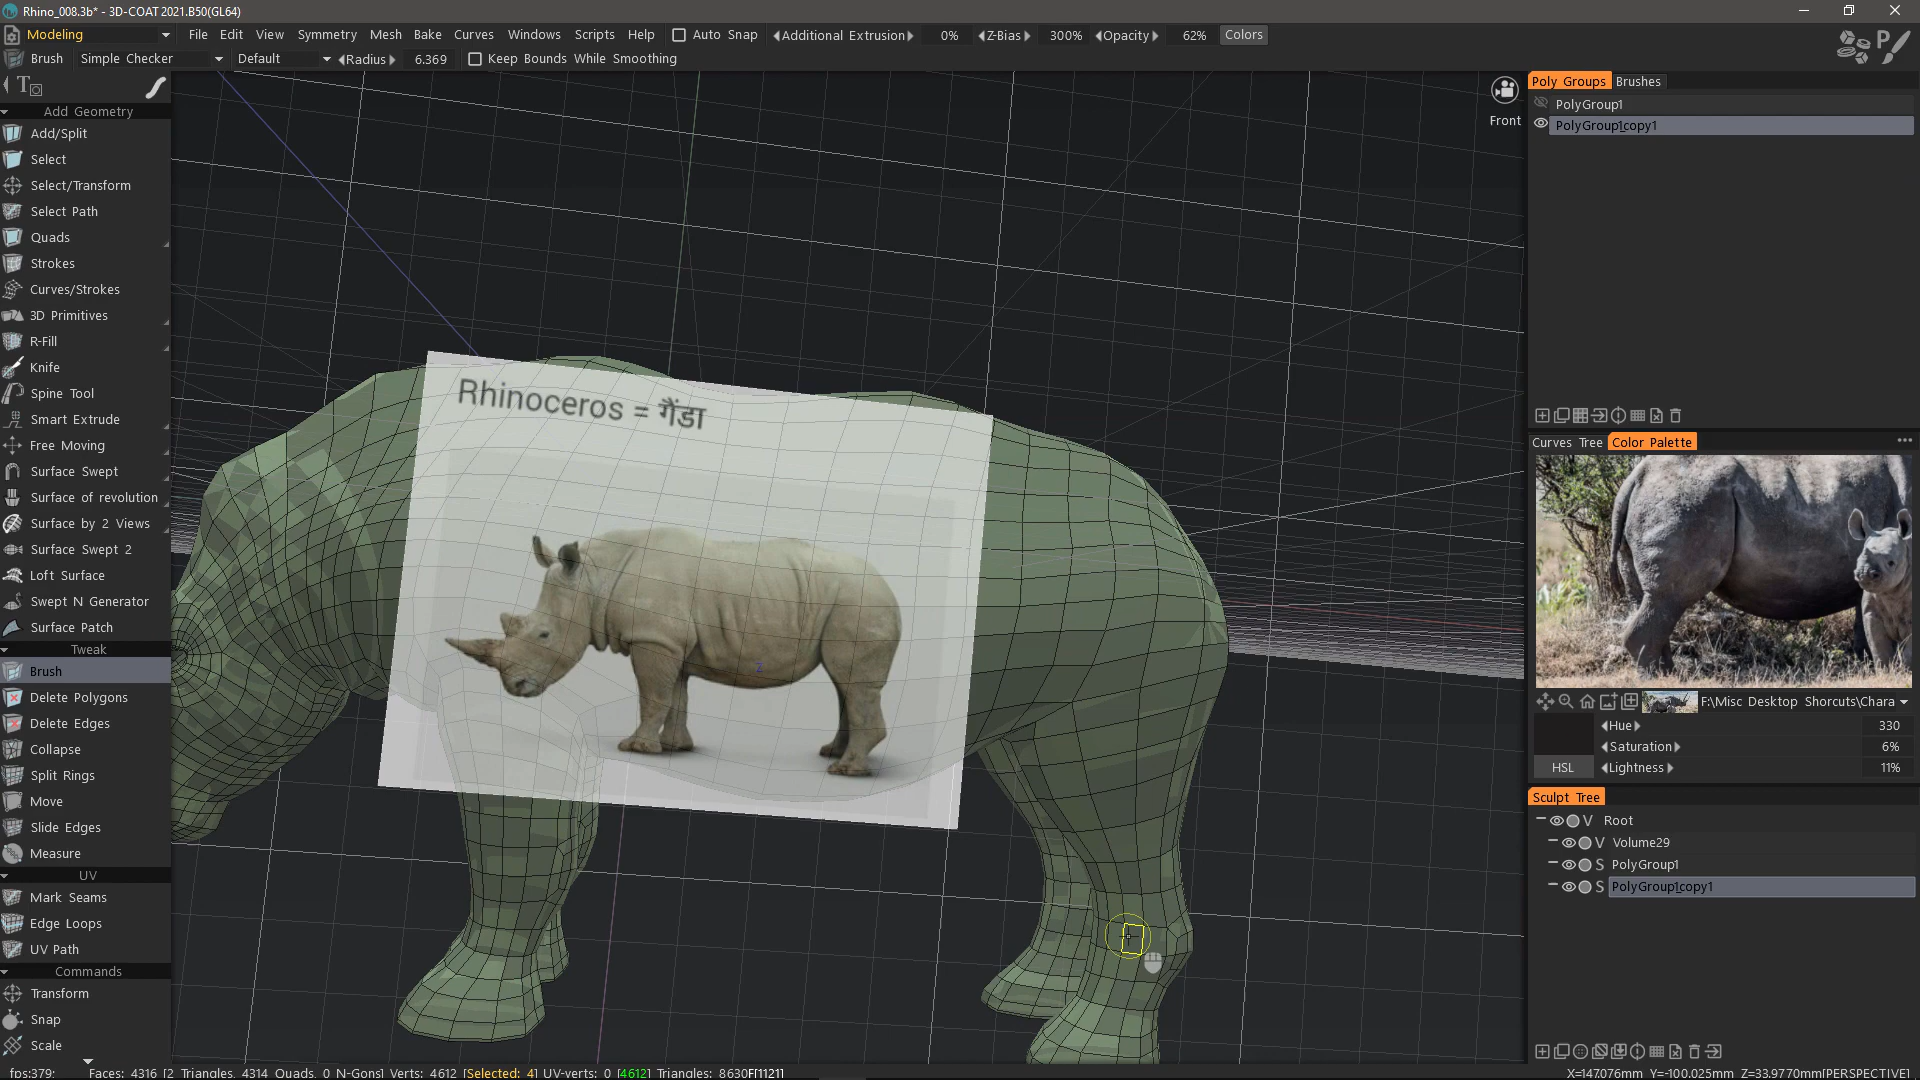 Rhino_008.3b* - 3D-COAT 2021.B50(GL64)
Modeling File Edit View Symmetry Mesh Bake Curves Windows Scripts Help Auto Snap Additional Extrusion 0% Z-Bias 300% Opacity 62% Colors
Brush Simple Checker Default Radius 6.369 Keep Bounds While Smoothing
Add Geometry
Add/Split
Select
Select/Transform
Select Path
Quads
Strokes
Curves/Strokes
3D Primitives
R-Fill
Knife
Spine Tool
Smart Extrude
Free Moving
Surface Swept
Surface of revolution
Surface by 2 Views
Surface Swept 2
Loft Surface
Swept N Generator
Surface Patch
Tweak
Brush
Delete Polygons
Delete Edges
Collapse
Split Rings
Move
Slide Edges
Measure
UV
Mark Seams
Edge Loops
UV Path
Commands
Transform
Snap
Scale
Front
Rhinoceros = गैंडा
z
Poly Groups Brushes
PolyGroup1
PolyGroup1_copy1
Curves Tree Color Palette
F:\Misc Desktop Shorcuts\Chara
Hue 330
Saturation 6%
HSL Lightness 11%
Sculpt Tree
Root
V Volume29
S PolyGroup1
S PolyGroup1_copy1
fps:379; Faces: 4316 [2 Triangles, 4314 Quads, 0 N-Gons] Verts: 4612 [Selected: 4] UV-verts: 0 [4612] Triangles: 8630F[1121] X=147.076mm Y=-100.025mm Z=33.9770mm[PERSPECTIVE]